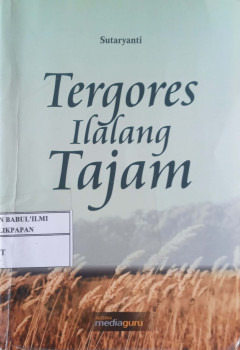 Sutaryanti
Tergores
Ilalang
Tajam
N BABUL'ILMI
LIKPAPAN
T
mediaguru